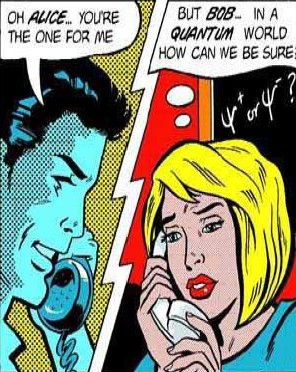 OH ALICE... YOU'RE
THE ONE FOR ME
BUT BOB... IN A
QUANTUM WORLD
HOW CAN WE BE SURE?
ψ⁺ or ψ⁻ ?